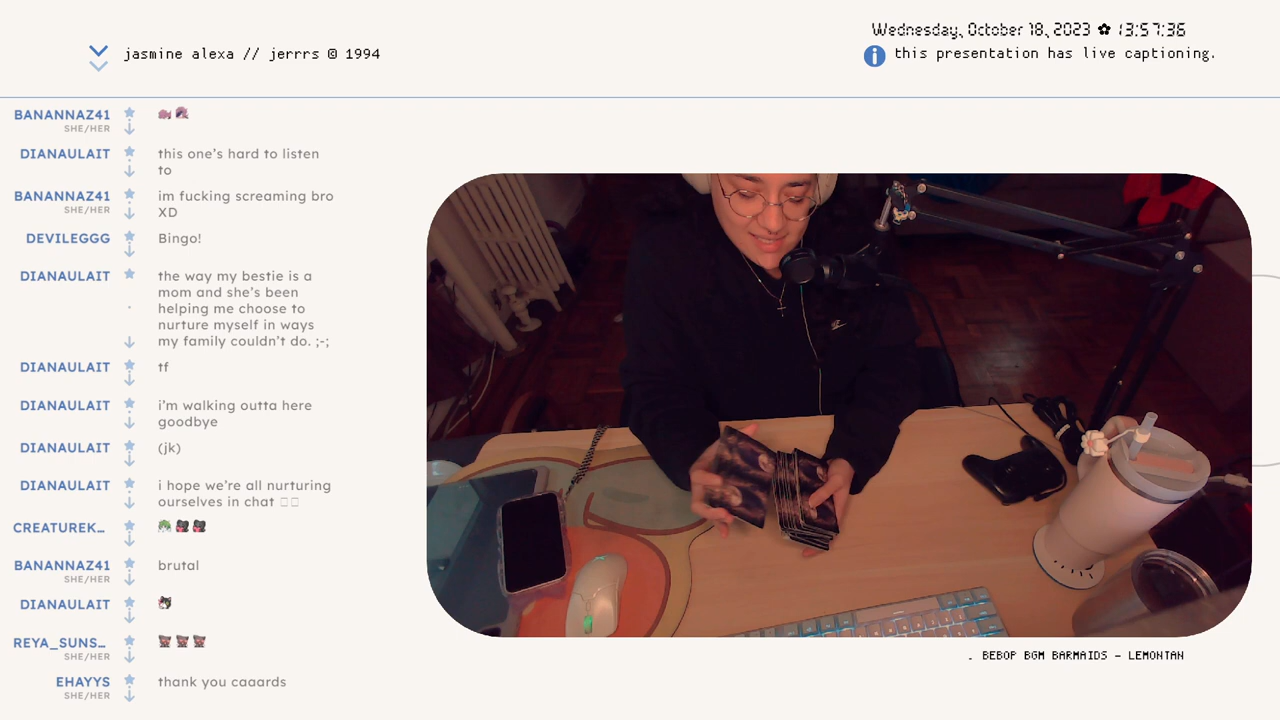 jasmine alexa // jerrrs © 1994
Wednesday, October 18, 2023 ✿ 13:57:36
this presentation has live captioning.
BANANNAZ41
SHE/HER
DIANAULAIT
this one's hard to listen
to
BANANNAZ41
SHE/HER
im fucking screaming bro
XD
DEVILEGGG
Bingo!
DIANAULAIT
the way my bestie is a
mom and she's been
helping me choose to
nurture myself in ways
my family couldn't do. ;-;
DIANAULAIT
tf
DIANAULAIT
i'm walking outta here
goodbye
DIANAULAIT
(jk)
DIANAULAIT
i hope we're all nurturing
ourselves in chat
CREATUREK…
BANANNAZ41
SHE/HER
brutal
DIANAULAIT
REYA_SUNS…
SHE/HER
EHAYYS
SHE/HER
thank you caaards
. BEBOP BGM BARMAIDS - LEMONTAN